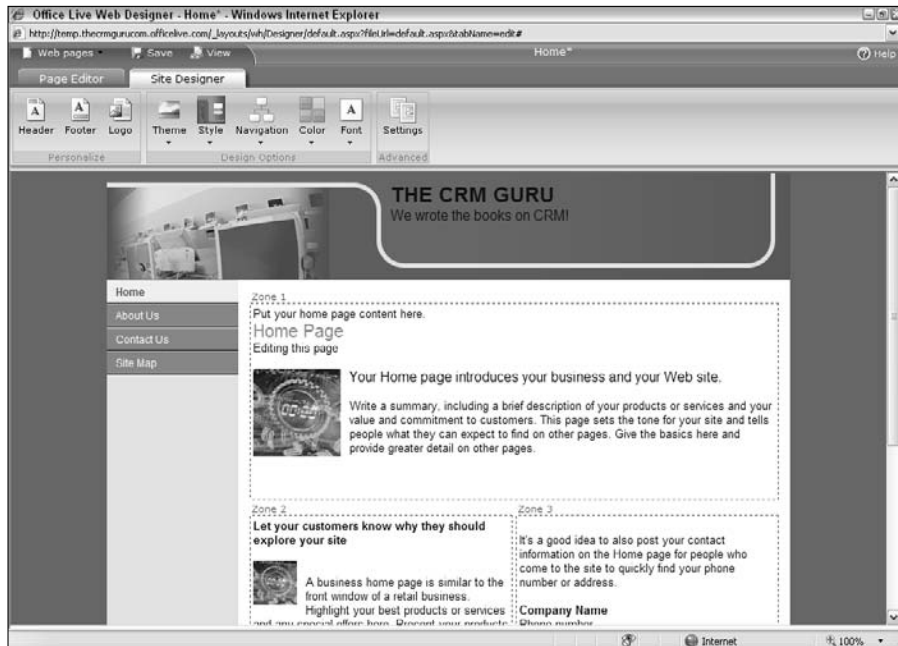 Office Live Web Designer - Home* - Windows Internet Explorer
http://temp.thecrmgurucom.officelive.com/_layouts/wh/Designer/default.aspx?fileUrl=default.aspx&tabName=edit#
Web pages Save View Home* Help
Page Editor Site Designer
A A A
Header Footer Logo Theme Style Navigation Color Font Settings
Personalize Design Options Advanced
THE CRM GURU
We wrote the books on CRM!
Home
About Us
Contact Us
Site Map
Zone 1
Put your home page content here.
Home Page
Editing this page
Your Home page introduces your business and your Web site.
Write a summary, including a brief description of your products or services and your
value and commitment to customers. This page sets the tone for your site and tells
people what they can expect to find on other pages. Give the basics here and
provide greater detail on other pages.
Zone 2
Let your customers know why they should
explore your site
A business home page is similar to the
front window of a retail business.
Highlight your best products or services
and any special offers here. Present your products
Zone 3
It's a good idea to also post your contact
information on the Home page for people who
come to the site to quickly find your phone
number or address.
Company Name
Phone number
Internet 100%